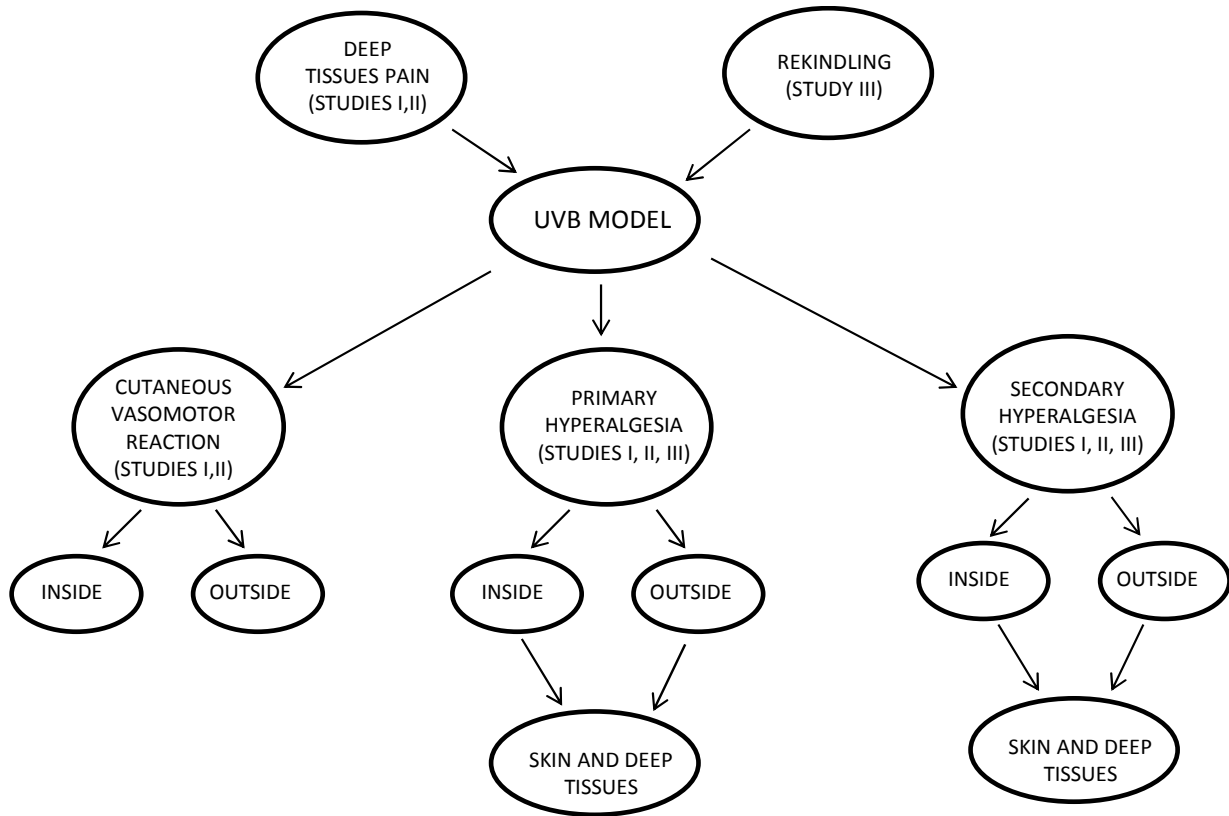 DEEP
TISSUES PAIN
(STUDIES I,II)
REKINDLING
(STUDY III)
UVB MODEL
CUTANEOUS
VASOMOTOR
REACTION
(STUDIES I,II)
PRIMARY
HYPERALGESIA
(STUDIES I, II, III)
SECONDARY
HYPERALGESIA
(STUDIES I, II, III)
INSIDE
OUTSIDE
INSIDE
OUTSIDE
INSIDE
OUTSIDE
SKIN AND DEEP
TISSUES
SKIN AND DEEP
TISSUES